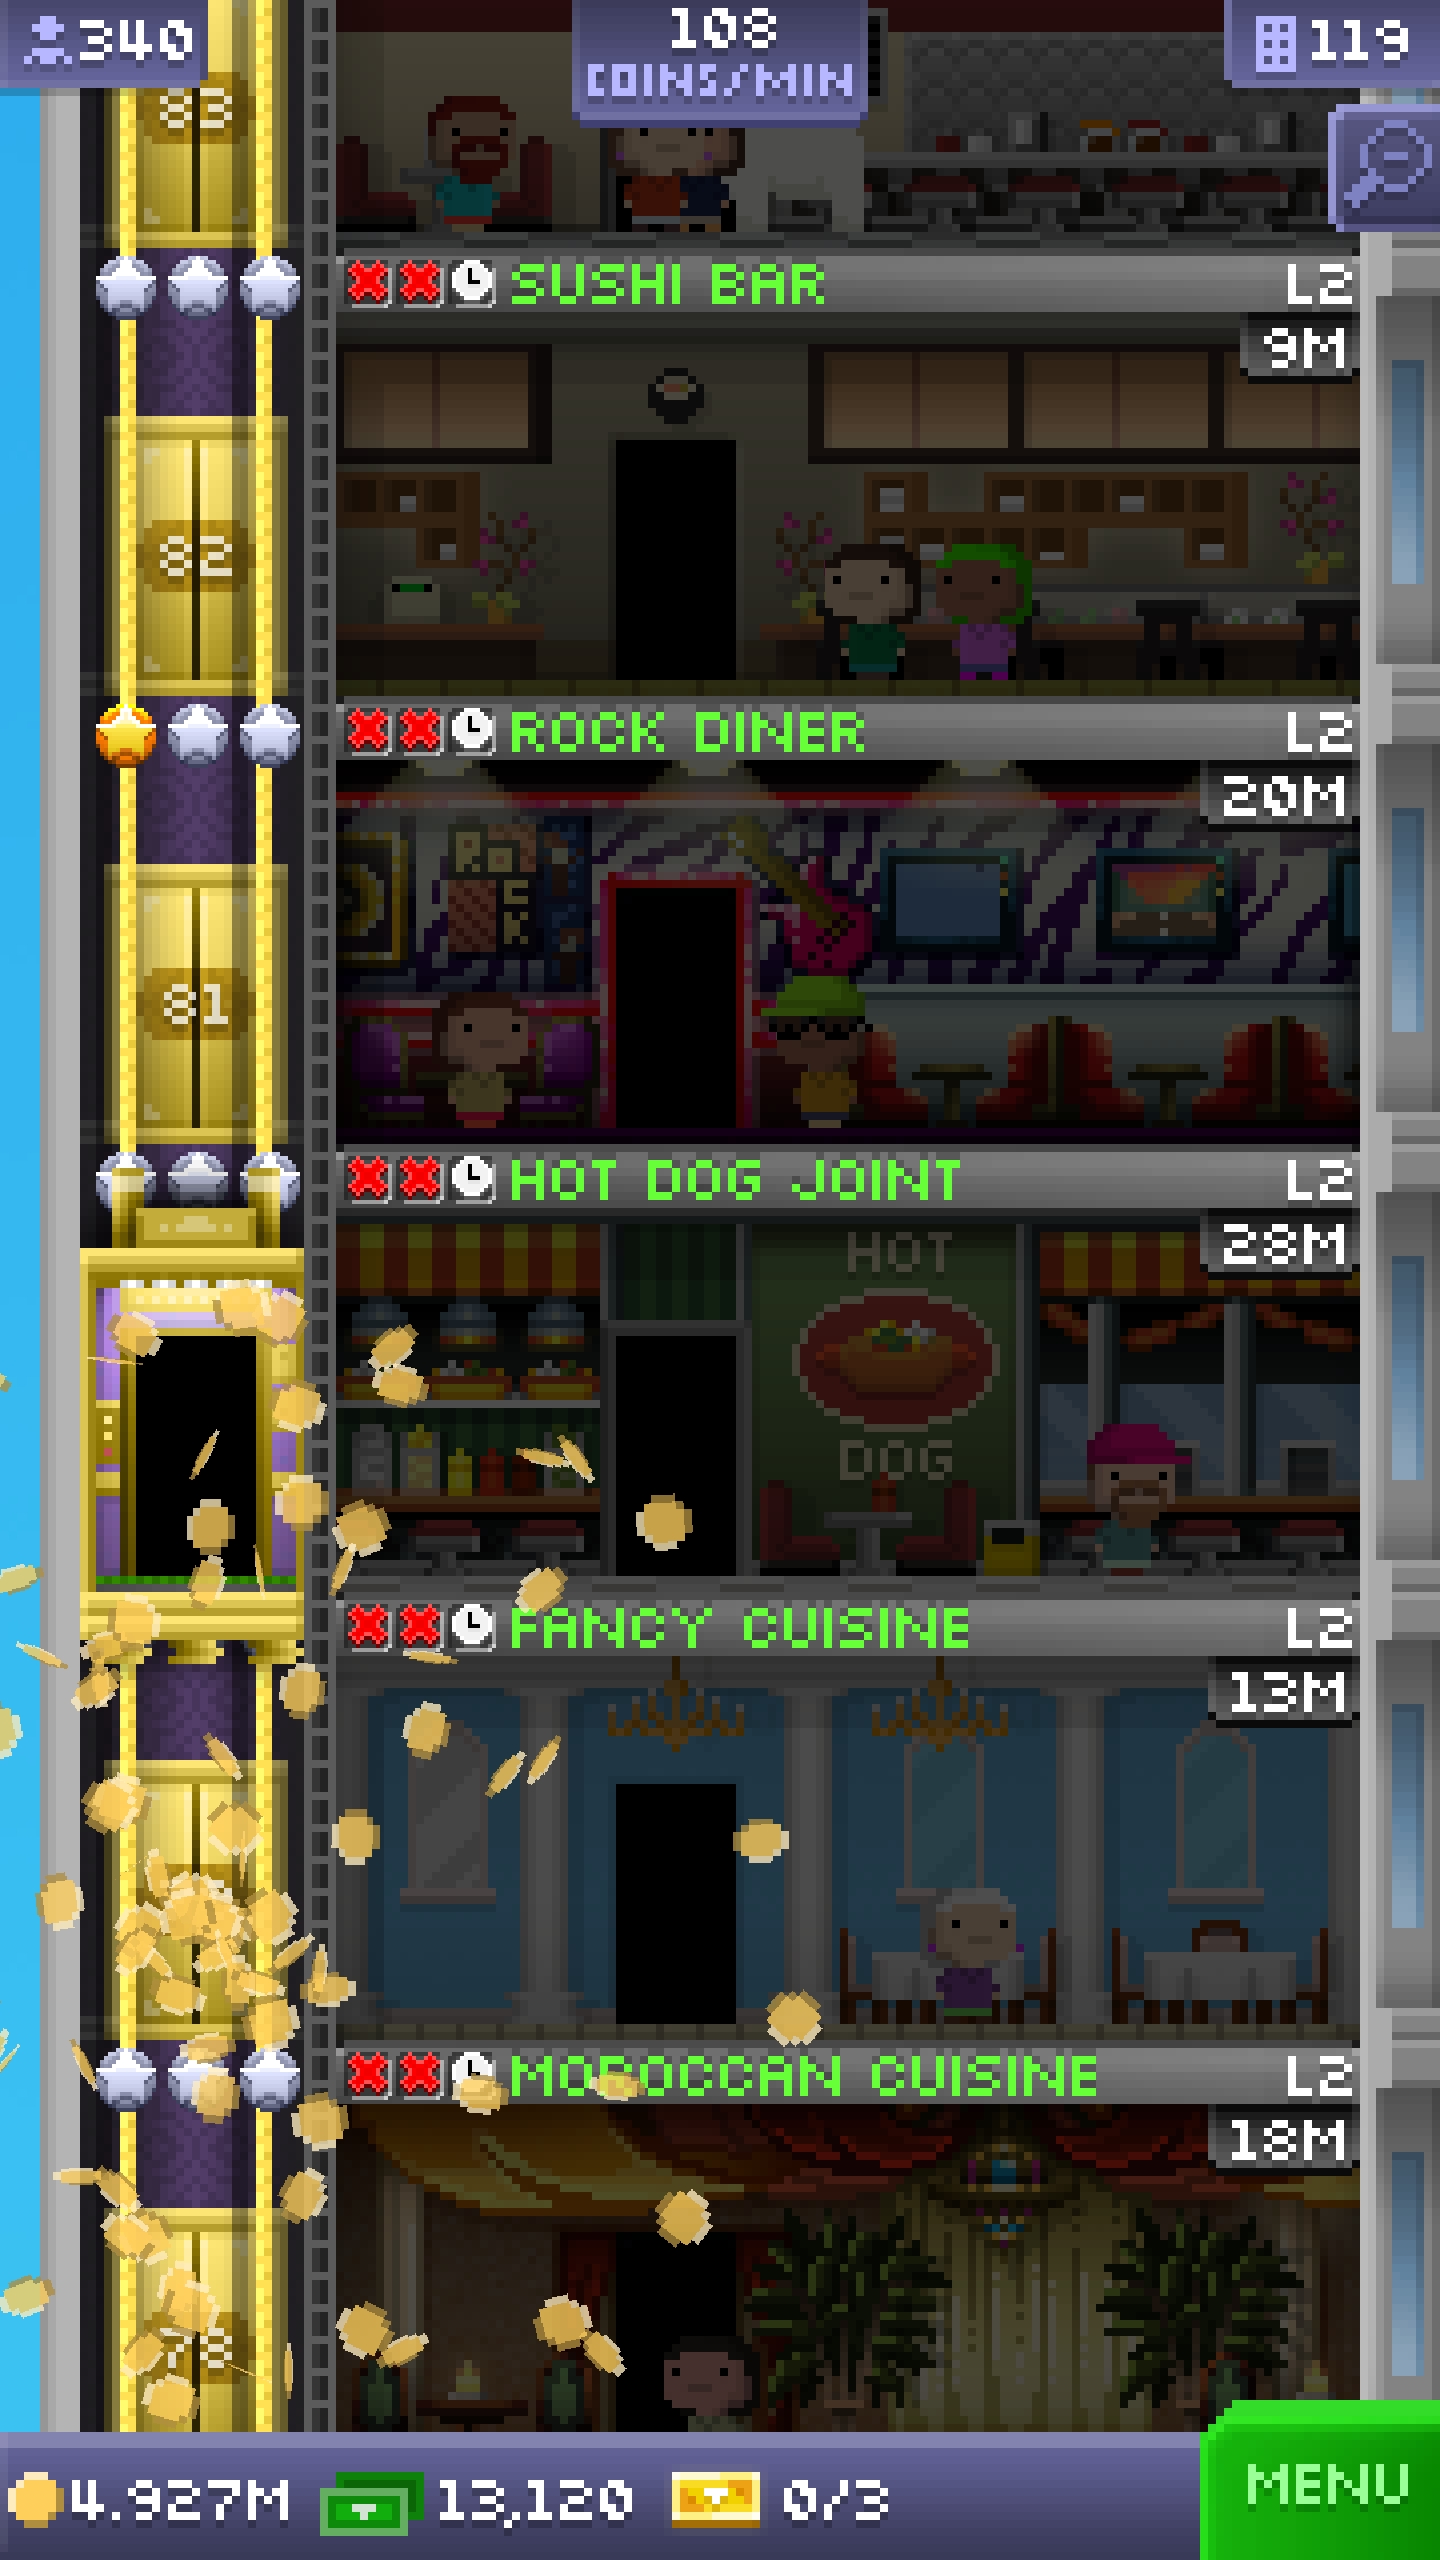 340
108
COINS/MIN
119
83
SUSHI BAR
L2
9M
82
ROCK DINER
L2
20M
ROCK
81
HOT DOG JOINT
L2
28M
HOT
DOG
FANCY CUISINE
L2
13M
MOROCCAN CUISINE
L2
18M
78
4.927M
13,120
0/3
MENU